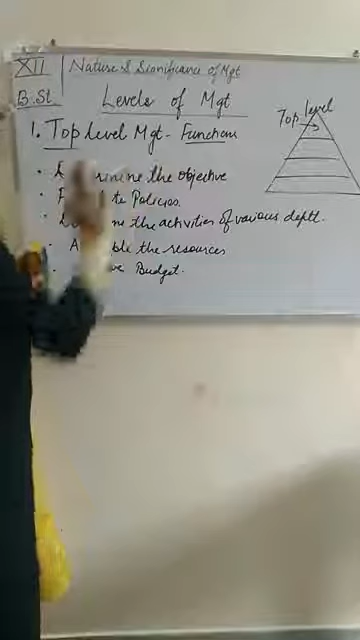 XII Nature & Significance of Mgt
B.St.
Levels of Mgt
Top level
1. Top Level Mgt - Functions
the objective
Policies
the activities of various deptt.
the resources
Budget.